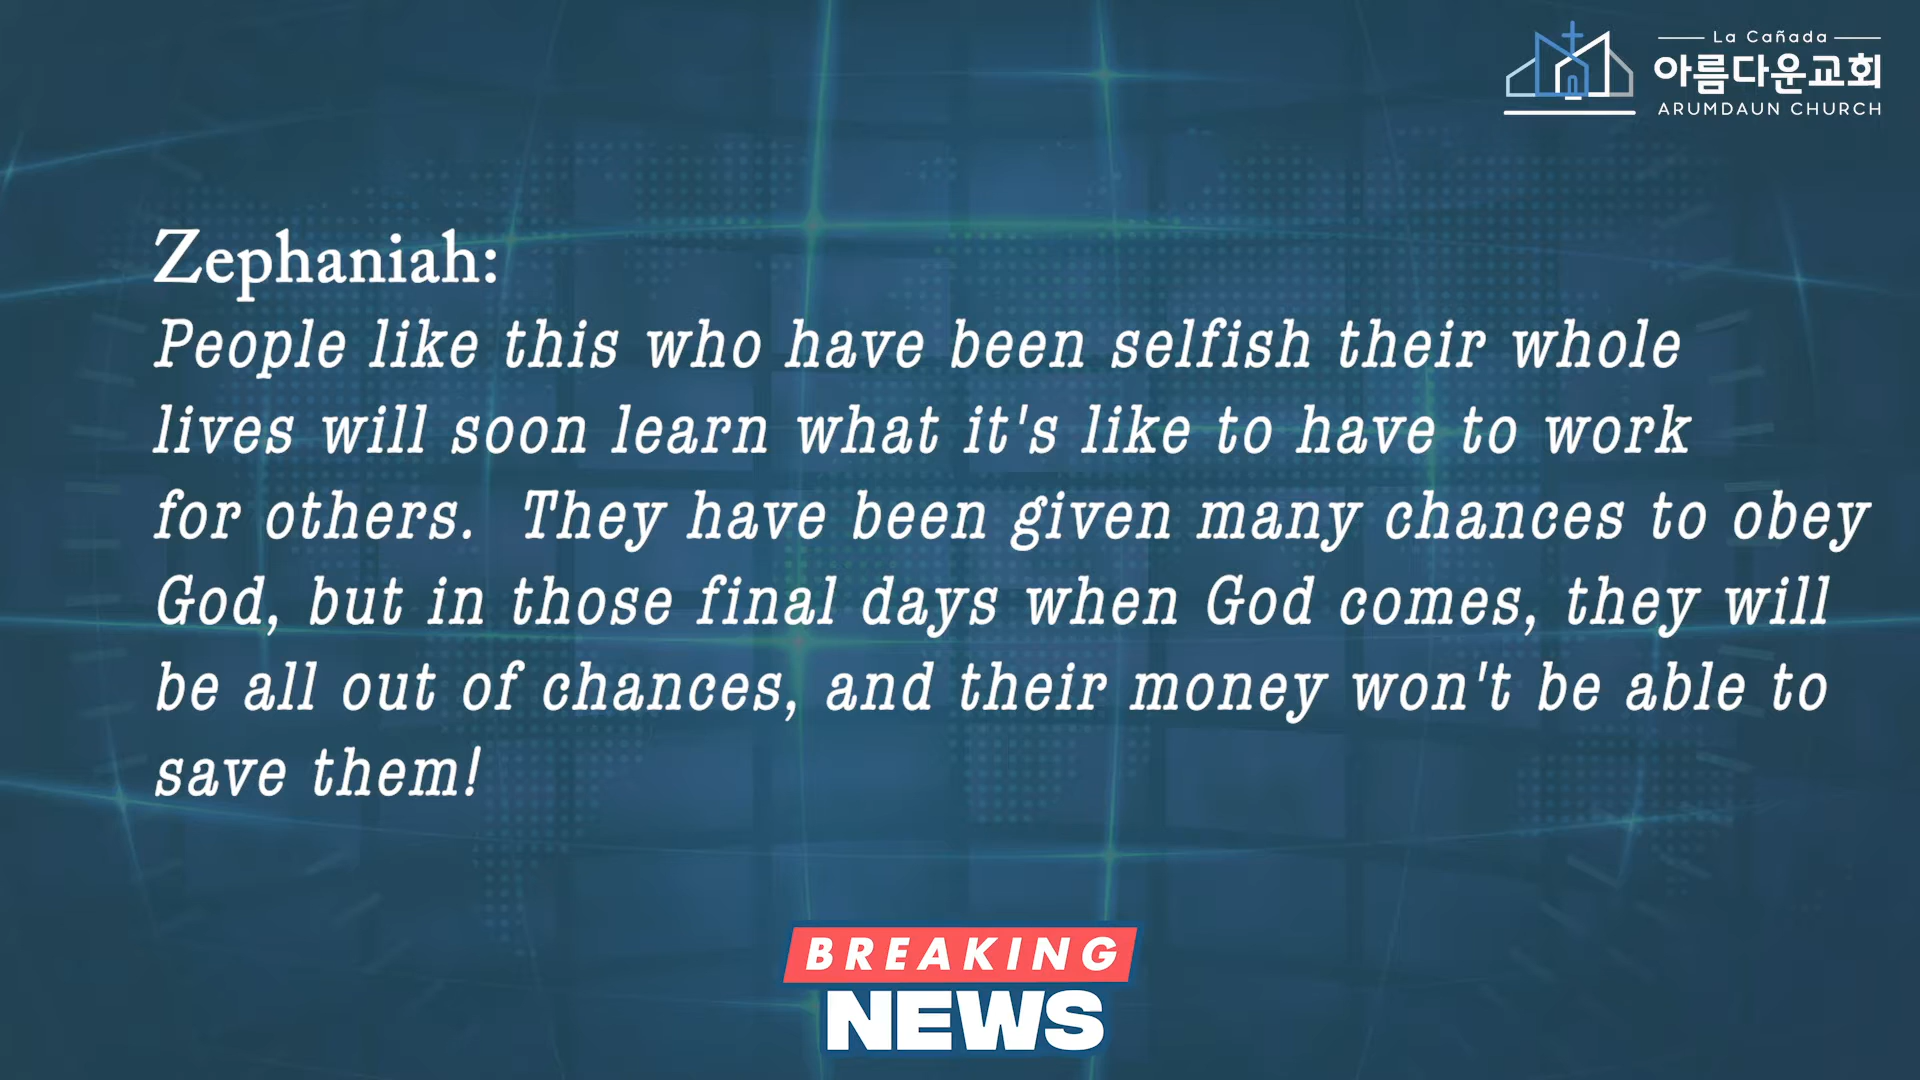 La Cañada
아름다운교회
ARUMDAUN CHURCH
Zephaniah:
People like this who have been selfish their whole
lives will soon learn what it's like to have to work
for others.  They have been given many chances to obey
God, but in those final days when God comes, they will
be all out of chances, and their money won't be able to
save them!
BREAKING
NEWS